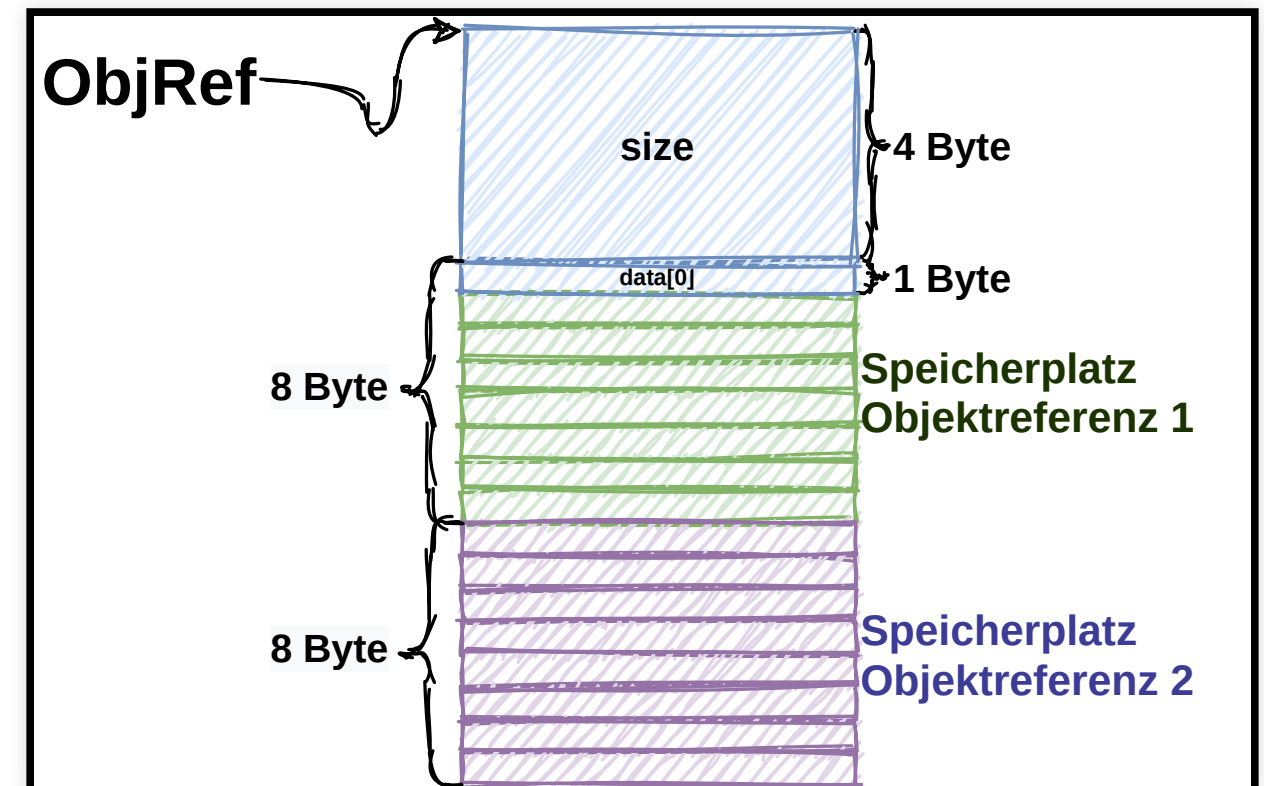 ObjRef
size
4 Byte
data[0]
1 Byte
8 Byte
Speicherplatz
Objektreferenz 1
8 Byte
Speicherplatz
Objektreferenz 2